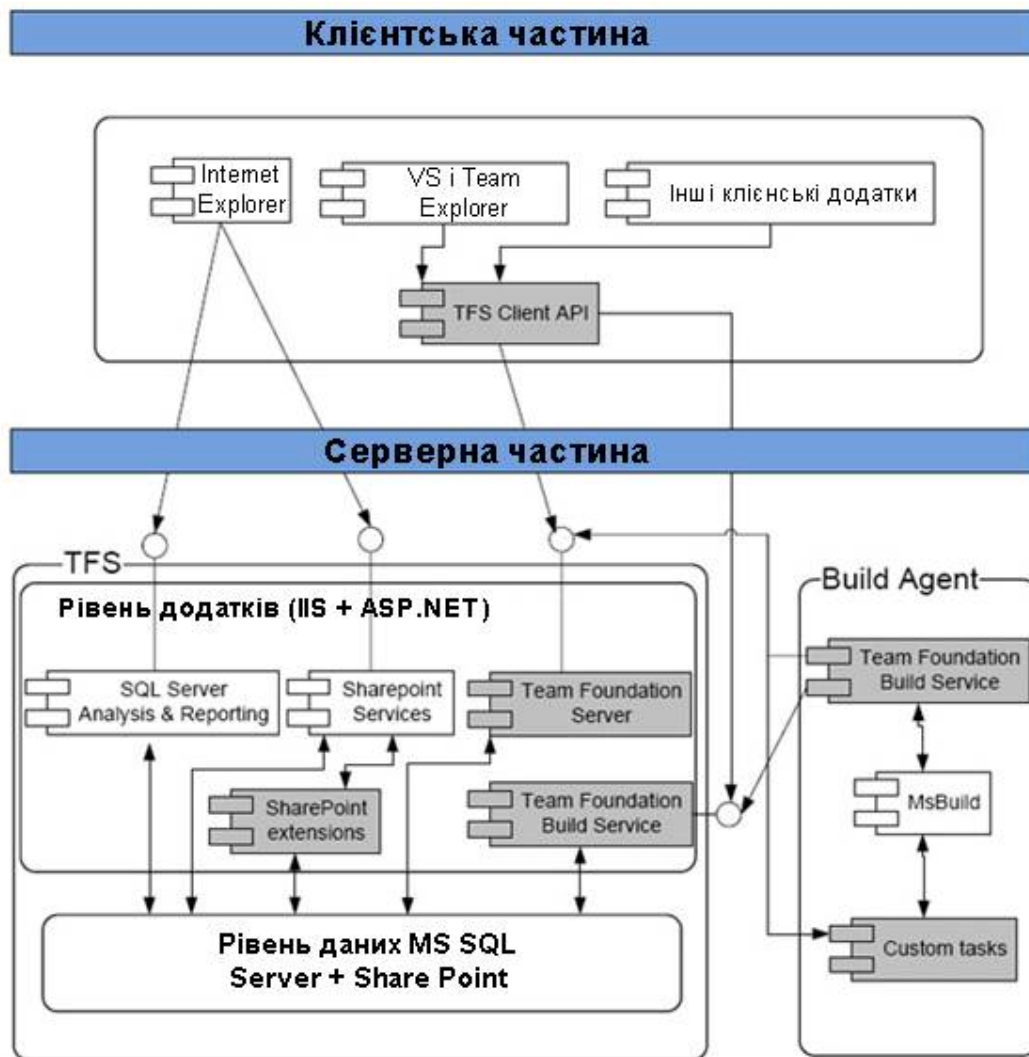 Клієнтська частина
Internet
Explorer
VS і Team
Explorer
Інші клієнські додатки
TFS Client API
Серверна частина
TFS
Рівень додатків (IIS + ASP.NET)
SQL Server
Analysis & Reporting
Sharepoint
Services
Team Foundation
Server
SharePoint
extensions
Team Foundation
Build Service
Рівень даних MS SQL
Server + Share Point
Build Agent
Team Foundation
Build Service
MsBuild
Custom tasks